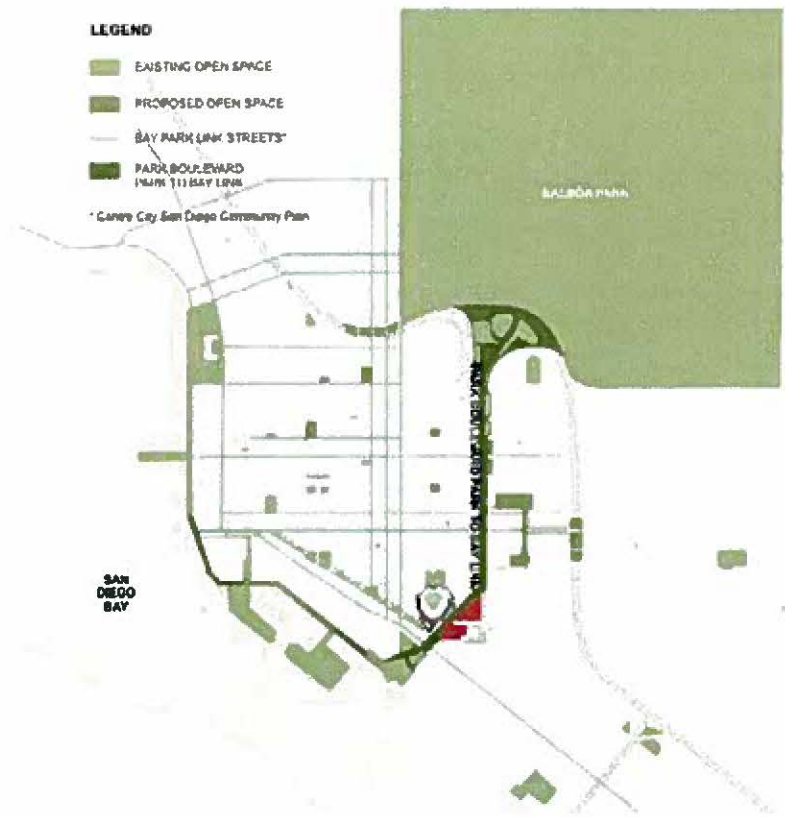 LEGEND
EXISTING OPEN SPACE
PROPOSED OPEN SPACE
BAY PARK LINK STREETS*
PARK BOULEVARD
PARK TO BAY LINK
* Centre City San Diego Community Plan
BALBOA PARK
PARK BOULEVARD PARK TO BAY LINK
SAN
DIEGO
BAY